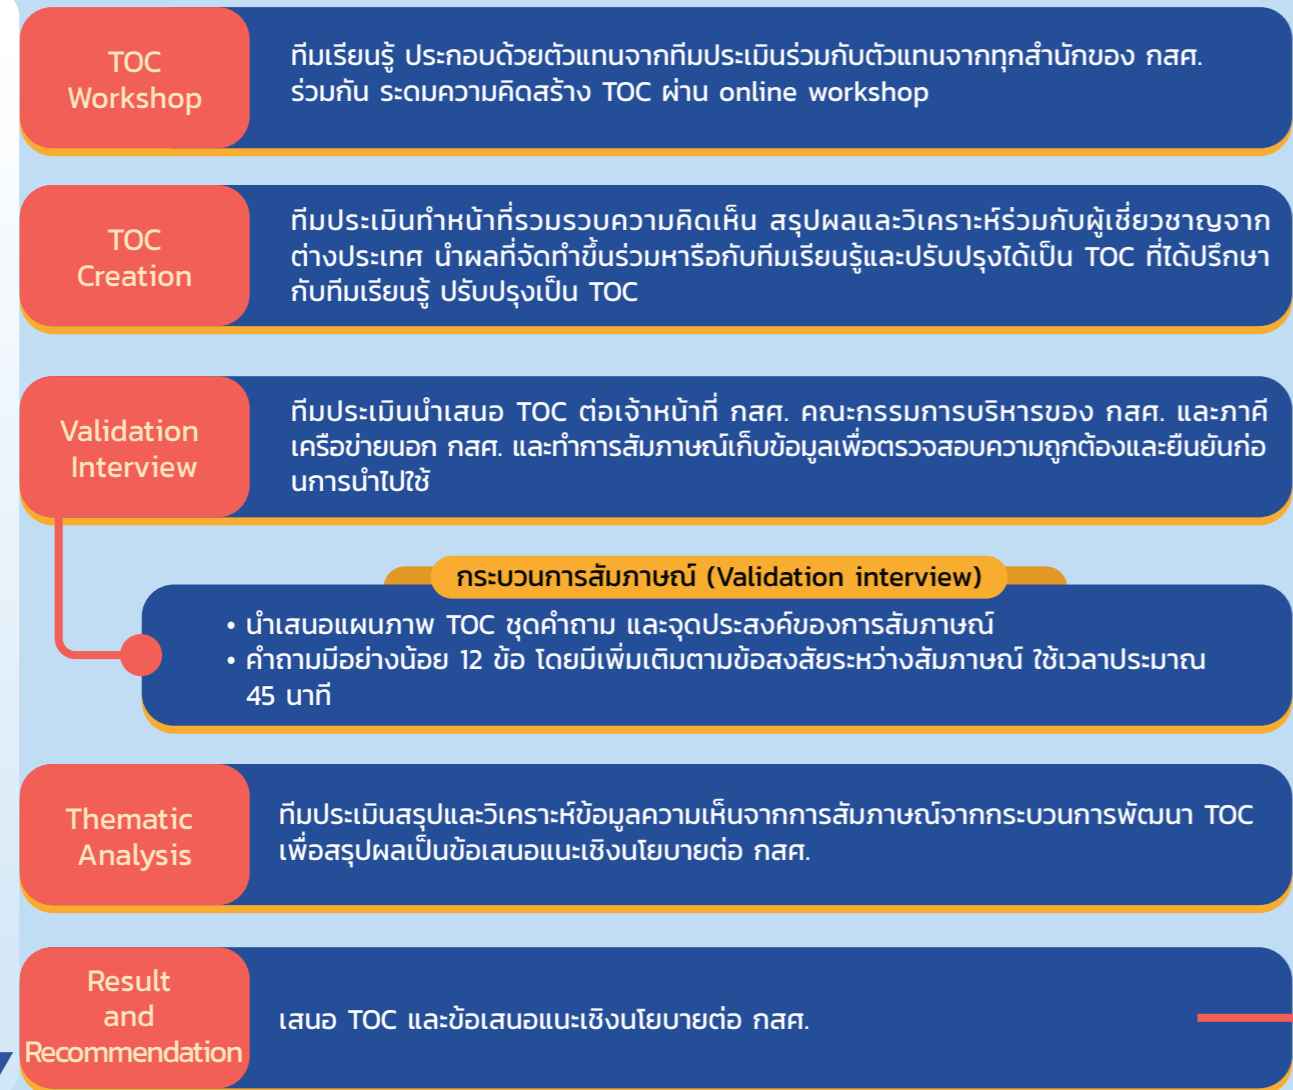 TOC
Workshop
ทีมเรียนรู้ ประกอบด้วยตัวแทนจากทีมประเมินร่วมกับตัวแทนจากทุกสำนักของ กสศ.
ร่วมกัน ระดมความคิดสร้าง TOC ผ่าน online workshop
TOC
Creation
ทีมประเมินทำหน้าที่รวมรวบความคิดเห็น สรุปผลและวิเคราะห์ร่วมกับผู้เชี่ยวชาญจาก
ต่างประเทศ นำผลที่จัดทำขึ้นร่วมหารือกับทีมเรียนรู้และปรับปรุงได้เป็น TOC ที่ได้ปรึกษา
กับทีมเรียนรู้ ปรับปรุงเป็น TOC
Validation
Interview
ทีมประเมินนำเสนอ TOC ต่อเจ้าหน้าที่ กสศ. คณะกรรมการบริหารของ กสศ. และภาคี
เครือข่ายนอก กสศ. และทำการสัมภาษณ์เก็บข้อมูลเพื่อตรวจสอบความถูกต้องและยืนยันก่อ
นการนำไปใช้
กระบวนการสัมภาษณ์ (Validation interview)
• นำเสนอแผนภาพ TOC ชุดคำถาม และจุดประสงค์ของการสัมภาษณ์
• คำถามมีอย่างน้อย 12 ข้อ โดยมีเพิ่มเติมตามข้อสงสัยระหว่างสัมภาษณ์ ใช้เวลาประมาณ
45 นาที
Thematic
Analysis
ทีมประเมินสรุปและวิเคราะห์ข้อมูลความเห็นจากการสัมภาษณ์จากกระบวนการพัฒนา TOC
เพื่อสรุปผลเป็นข้อเสนอแนะเชิงนโยบายต่อ กสศ.
Result
and
Recommendation
เสนอ TOC และข้อเสนอแนะเชิงนโยบายต่อ กสศ.